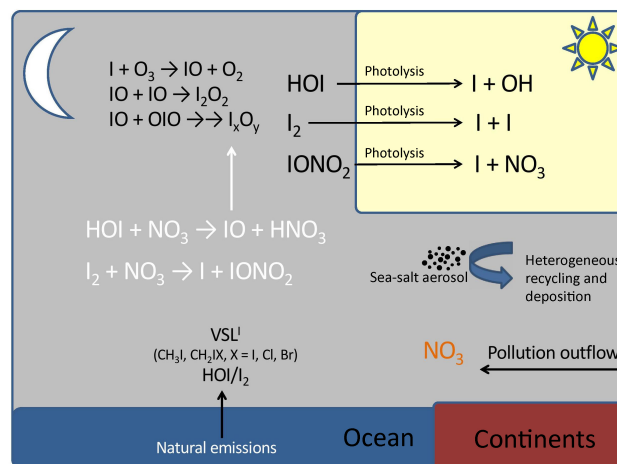 I + O₃ → IO + O₂
IO + IO → I₂O₂
IO + OIO →→ IₓOᵧ
HOI Photolysis I + OH
I₂ Photolysis I + I
IONO₂ Photolysis I + NO₃
HOI + NO₃ → IO + HNO₃
I₂ + NO₃ → I + IONO₂
Sea-salt aerosol
Heterogeneous
recycling and
deposition
VSLᴵ
(CH₃I, CH₂IX, X = I, Cl, Br)
HOI/I₂
NO₃ Pollution outflow
Natural emissions
Ocean
Continents